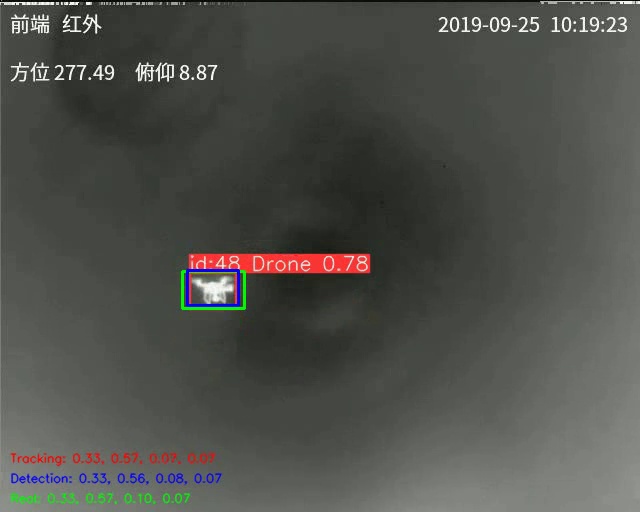 前端 红外
2019-09-25 10:19:23
方位 277.49 俯仰 8.87
id:48 Drone 0.78
Tracking: 0.33, 0.57, 0.07, 0.07
Detection: 0.33, 0.56, 0.08, 0.07
Real: 0.33, 0.57, 0.10, 0.07